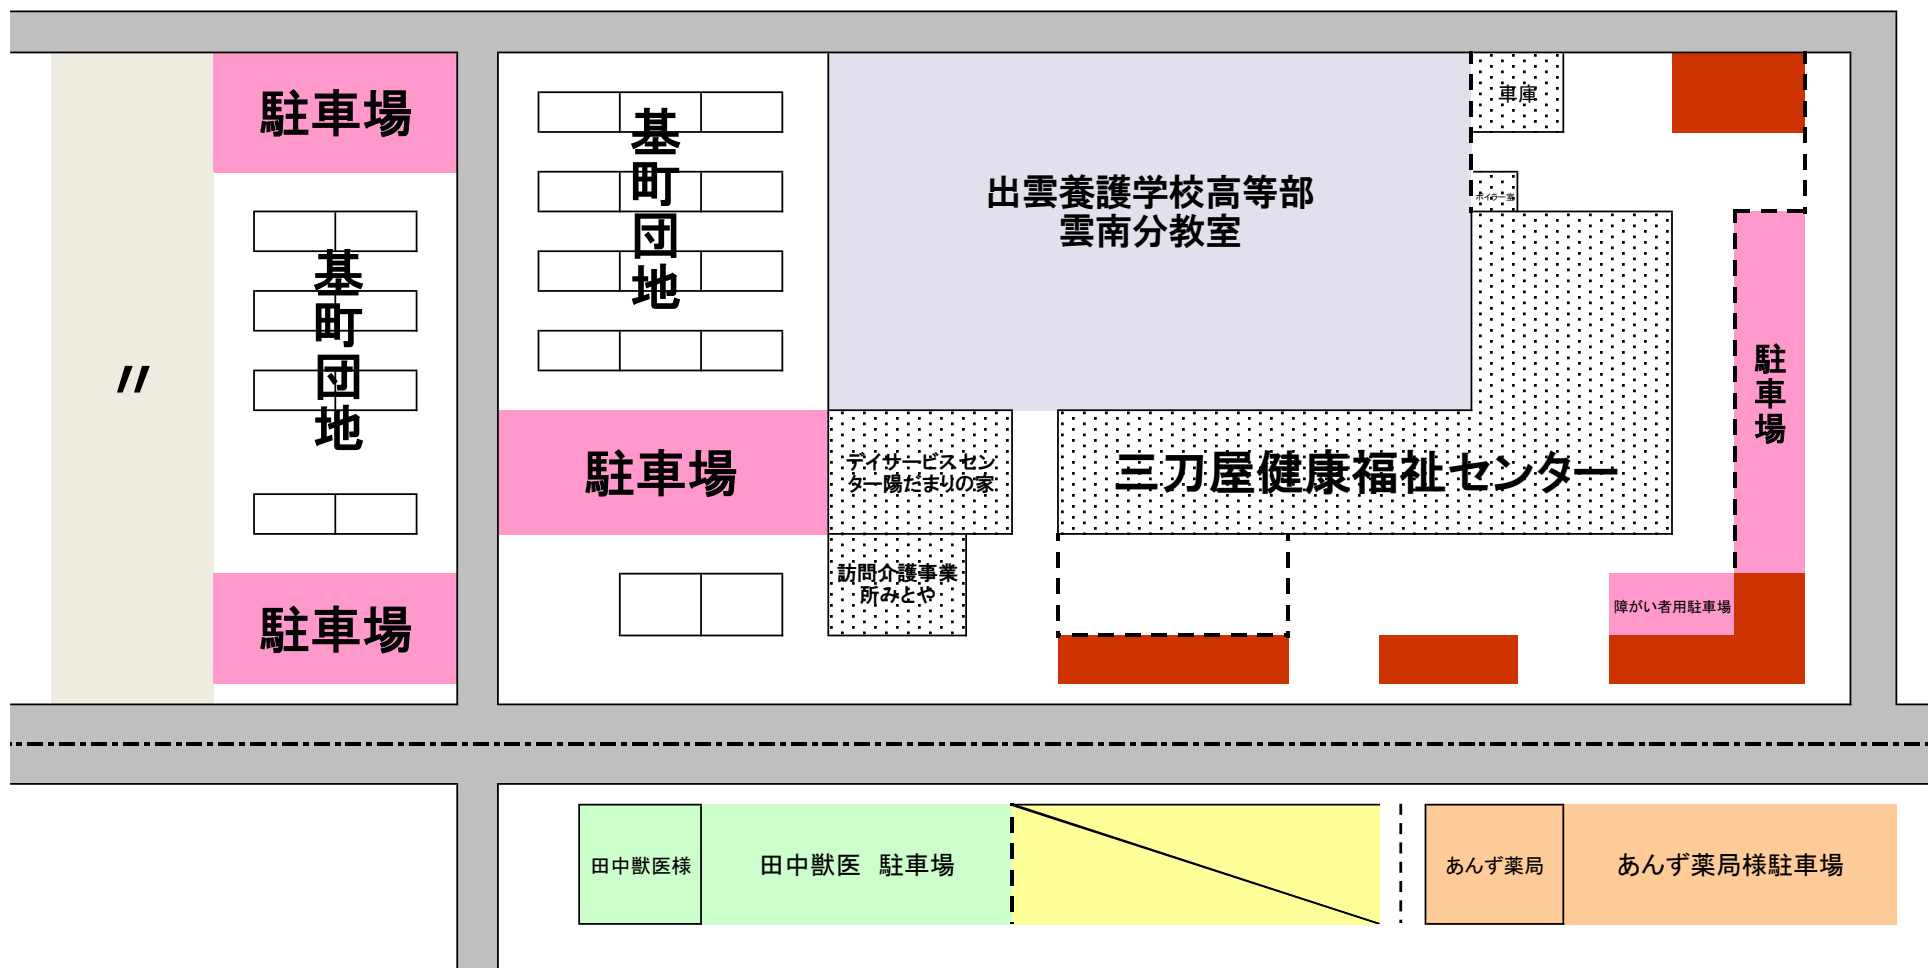 駐車場
基町団地
出雲養護学校高等部
雲南分教室
車庫
ボイラー室
〃
基町団地
駐車場
駐車場
デイサービスセン
ター陽だまりの家
三刀屋健康福祉センター
訪問介護事業
所みとや
障がい者用駐車場
駐車場
田中獣医様
田中獣医　駐車場
あんず薬局
あんず薬局様駐車場